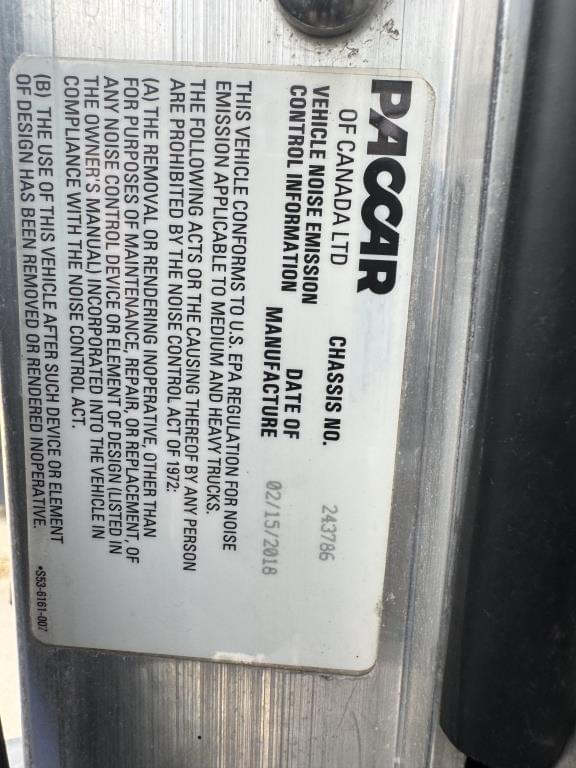 PACCAR
OF CANADA LTD
VEHICLE NOISE EMISSION
CONTROL INFORMATION
CHASSIS NO. 243786
DATE OF
MANUFACTURE 02/15/2018
THIS VEHICLE CONFORMS TO U.S. EPA REGULATION FOR NOISE
EMISSION APPLICABLE TO MEDIUM AND HEAVY TRUCKS.
THE FOLLOWING ACTS OR THE CAUSING THEREOF BY ANY PERSON
ARE PROHIBITED BY THE NOISE CONTROL ACT OF 1972:
(A) THE REMOVAL OR RENDERING INOPERATIVE, OTHER THAN
FOR PURPOSES OF MAINTENANCE, REPAIR, OR REPLACEMENT, OF
ANY NOISE CONTROL DEVICE OR ELEMENT OF DESIGN (LISTED IN
THE OWNER'S MANUAL) INCORPORATED INTO THE VEHICLE IN
COMPLIANCE WITH THE NOISE CONTROL ACT.
(B) THE USE OF THIS VEHICLE AFTER SUCH DEVICE OR ELEMENT
OF DESIGN HAS BEEN REMOVED OR RENDERED INOPERATIVE.
•S53-6161-007